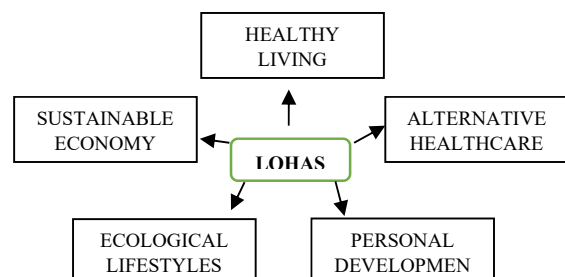 HEALTHY
LIVING
SUSTAINABLE
ECONOMY
ALTERNATIVE
HEALTHCARE
LOHAS
ECOLOGICAL
LIFESTYLES
PERSONAL
DEVELOPMEN